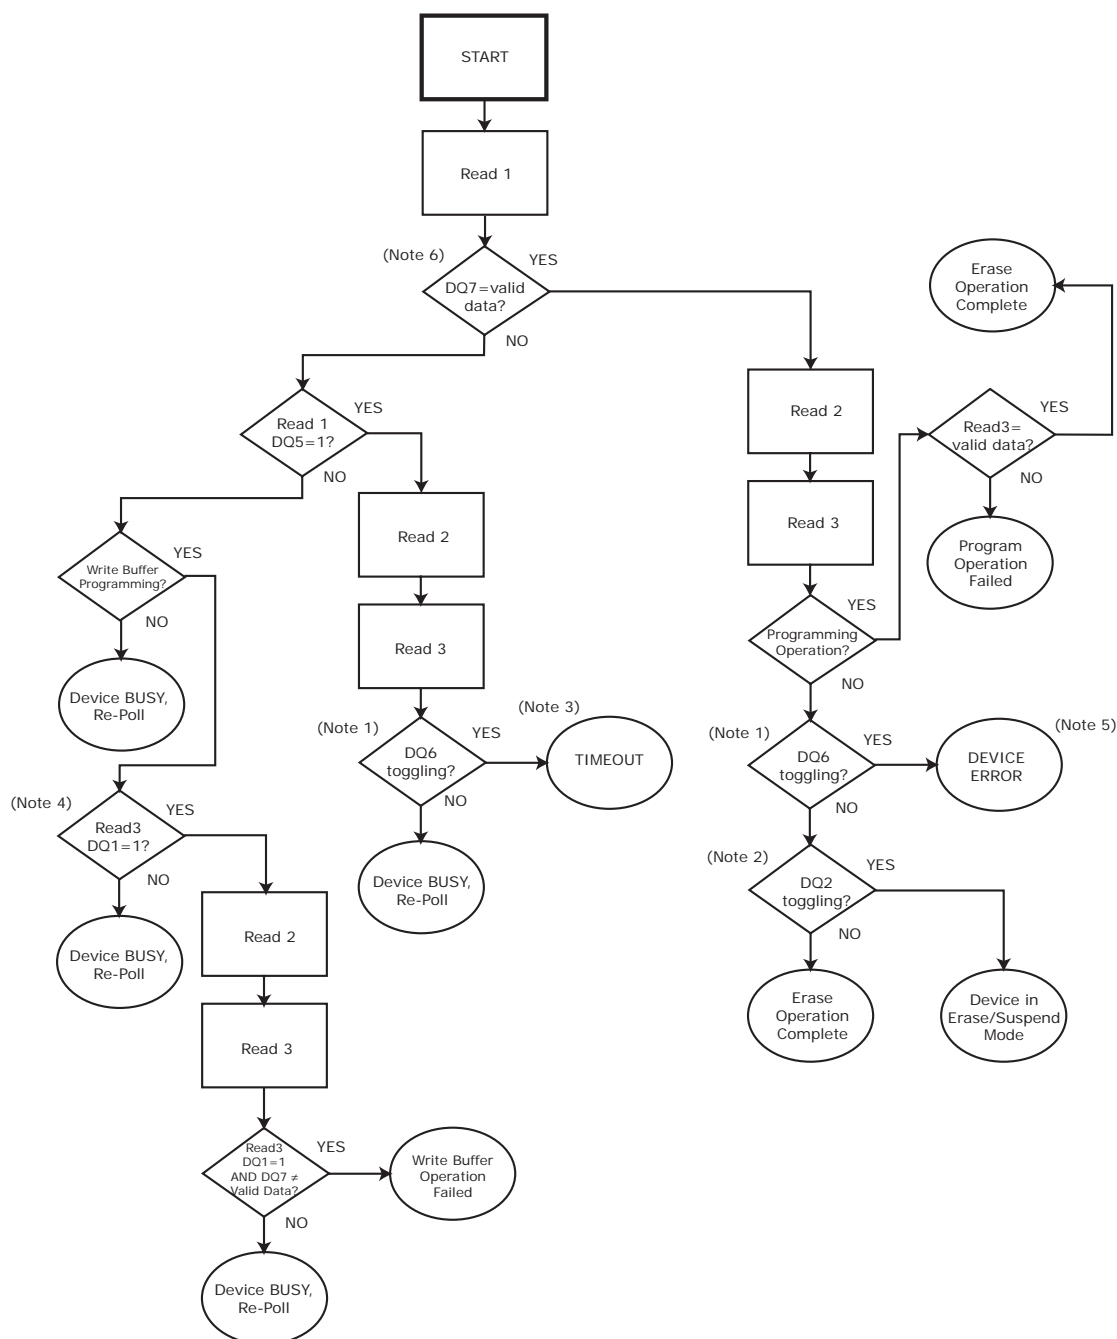 START
Read 1
(Note 6)
YES
DQ7=valid
data?
NO
Erase
Operation
Complete
Read 1
DQ5=1?
YES
NO
Read 2
Read3=
valid data?
YES
NO
Write Buffer
Programming?
YES
NO
Read 2
Read 3
Program
Operation
Failed
Device BUSY,
Re-Poll
Read 3
Programming
Operation?
YES
NO
(Note 1)
DQ6
toggling?
YES
NO
(Note 3)
TIMEOUT
(Note 1)
DQ6
toggling?
YES
NO
DEVICE
ERROR
(Note 5)
(Note 4)
Read3
DQ1=1?
YES
NO
Device BUSY,
Re-Poll
(Note 2)
DQ2
toggling?
YES
NO
Device BUSY,
Re-Poll
Read 2
Read 3
Erase
Operation
Complete
Device in
Erase/Suspend
Mode
Read3
DQ1=1
AND DQ7 ≠
Valid Data?
YES
NO
Write Buffer
Operation
Failed
Device BUSY,
Re-Poll